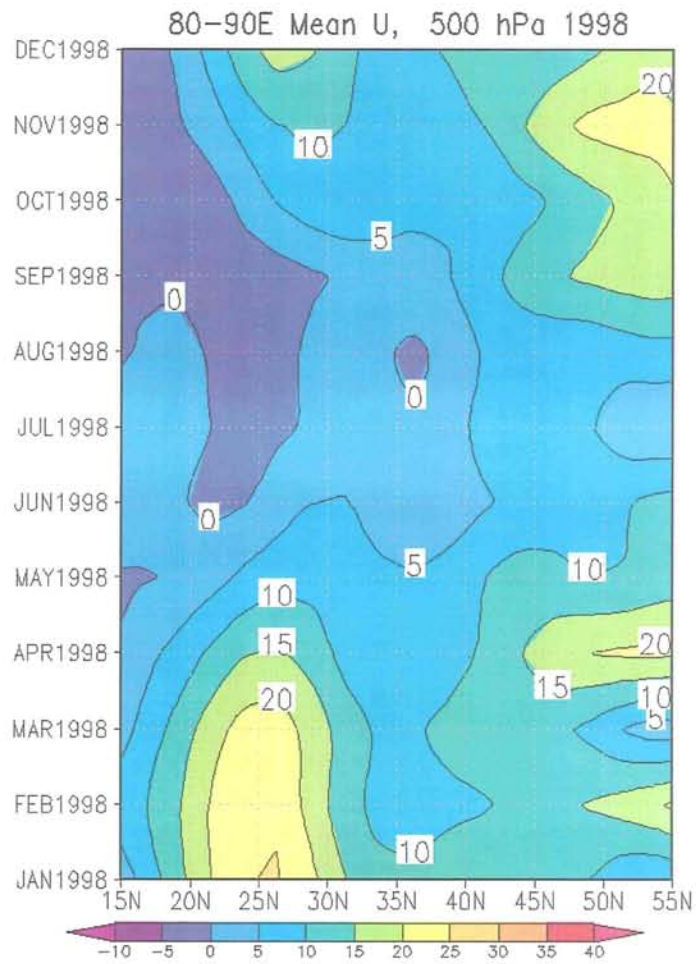 80-90E Mean U, 500 hPa 1998
DEC1998
20
NOV1998
10
OCT1998
5
SEP1998
0
AUG1998
0
JUL1998
JUN1998
0
5
10
MAY1998
10
15
APR1998
20
15
20
10
5
MAR1998
FEB1998
10
JAN1998
15N 20N 25N 30N 35N 40N 45N 50N 55N
-10 -5 0 5 10 15 20 25 30 35 40